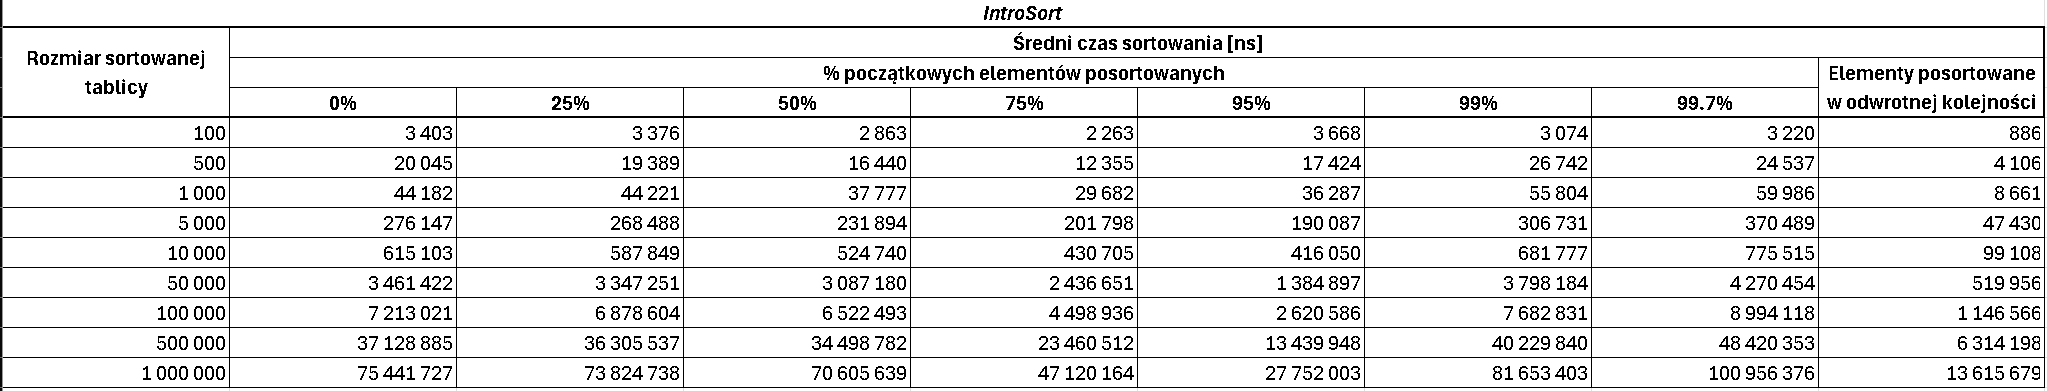 IntroSort
Rozmiar sortowanej tablicy
Średni czas sortowania [ns]
% początkowych elementów posortowanych
Elementy posortowane w odwrotnej kolejności
0% 25% 50% 75% 95% 99% 99.7%
100 3 403 3 376 2 863 2 263 3 668 3 074 3 220 886
500 20 045 19 389 16 440 12 355 17 424 26 742 24 537 4 106
1 000 44 182 44 221 37 777 29 682 36 287 55 804 59 986 8 661
5 000 276 147 268 488 231 894 201 798 190 087 306 731 370 489 47 430
10 000 615 103 587 849 524 740 430 705 416 050 681 777 775 515 99 108
50 000 3 461 422 3 347 251 3 087 180 2 436 651 1 384 897 3 798 184 4 270 454 519 956
100 000 7 213 021 6 878 604 6 522 493 4 498 936 2 620 586 7 682 831 8 994 118 1 146 566
500 000 37 128 885 36 305 537 34 498 782 23 460 512 13 439 948 40 229 840 48 420 353 6 314 198
1 000 000 75 441 727 73 824 738 70 605 639 47 120 164 27 752 003 81 653 403 100 956 376 13 615 679